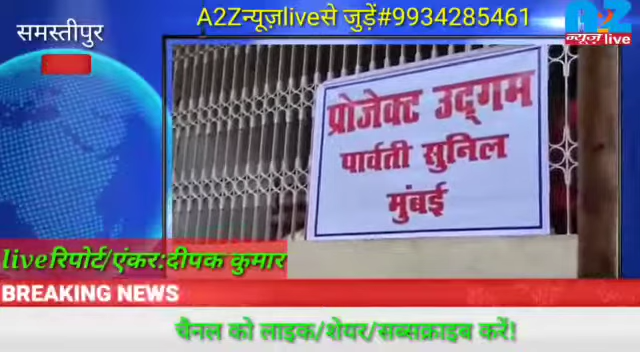 समस्तीपुर
A2Zन्यूज़liveसे जुड़ें#9934285461
A2Z
न्यूज़ live
प्रोजेक्ट उद्गम
पार्वती सुनिल
मुंबई
liveरिपोर्ट/एंकर:दीपक कुमार
BREAKING NEWS
चैनल को लाइक/शेयर/सब्सक्राइब करें!